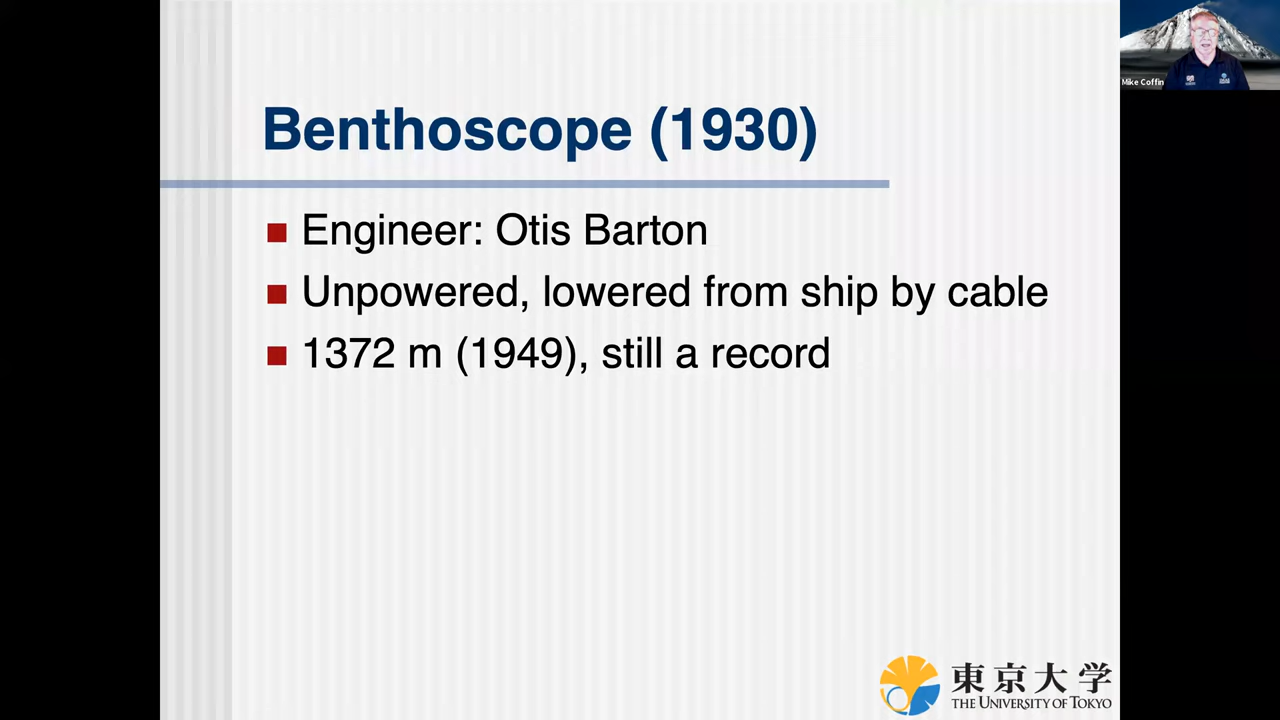 Benthoscope (1930)
Engineer: Otis Barton
Unpowered, lowered from ship by cable
1372 m (1949), still a record
東京大学
THE UNIVERSITY OF TOKYO
Mike Coffin